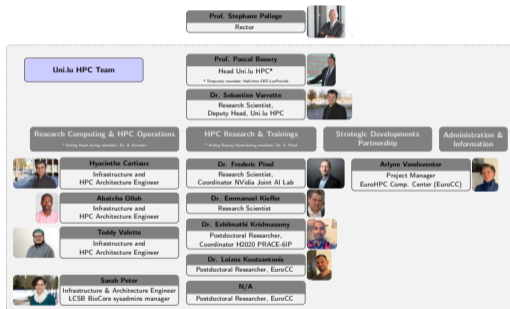 Prof. Stephane Pallage
Rector
Uni.lu HPC Team
Prof. Pascal Bouvry
Head Uni.lu HPC*
Dr. Sebastien Varrette
Research Scientist,
Deputy Head, Uni.lu HPC
Research Computing & HPC Operations
HPC Research & Trainings
Strategic Developments
Partnership
Administration &
Information
Hyacinthe Cartiaux
Infrastructure and
HPC Architecture Engineer
Abatcha Olloh
Infrastructure and
HPC Architecture Engineer
Teddy Valette
Infrastructure and
HPC Architecture Engineer
Sarah Peter
Infrastructure & Architecture Engineer
LCSB BioCore sysadmins manager
Dr. Frederic Pinel
Research Scientist,
Coordinator NVidia Joint AI Lab
Dr. Emmanuel Kieffer
Research Scientist
Dr. Ezhilmathi Krishnasamy
Postdoctoral Researcher,
Coordinator H2020 PRACE-6IP
Dr. Loizos Koutsantonis
Postdoctoral Researcher, EuroCC
N/A
Postdoctoral Researcher, EuroCC
Arlyne Vandeventer
Project Manager
EuroHPC Comp. Center (EuroCC)